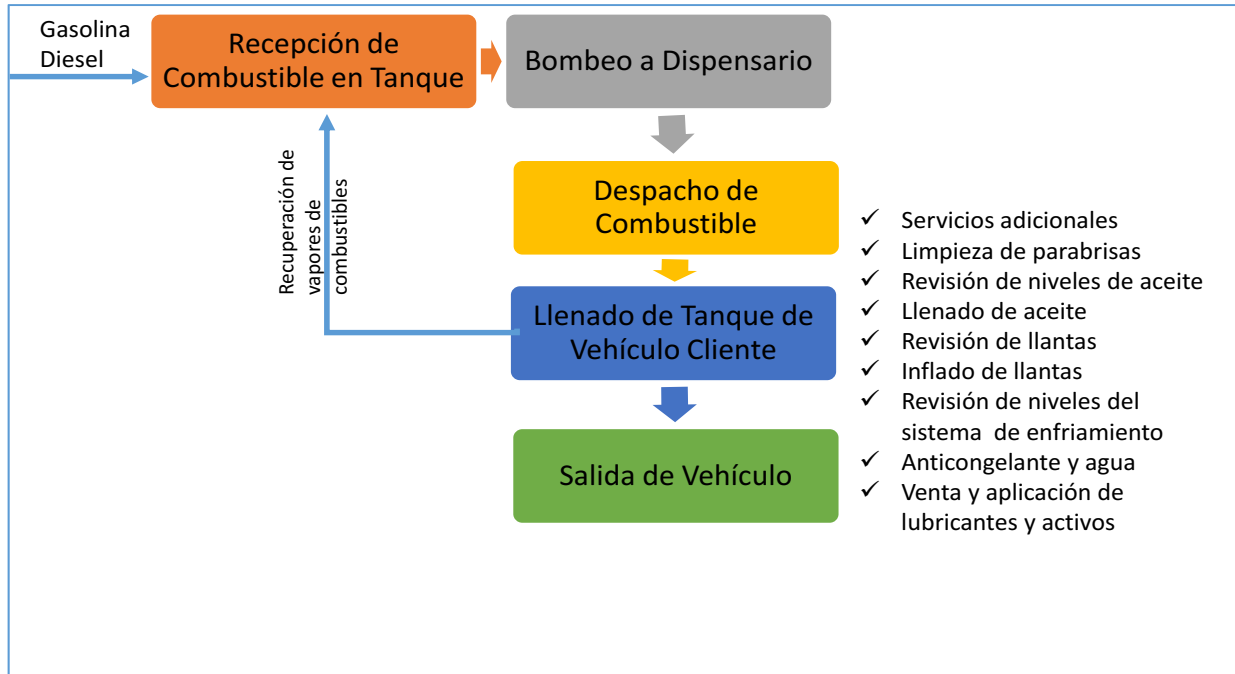 Gasolina
Diesel
Recepción de
Combustible en Tanque
Bombeo a Dispensario
Recuperación de
vapores de
combustibles
Despacho de
Combustible
Llenado de Tanque de
Vehículo Cliente
Salida de Vehículo
✓ Servicios adicionales
✓ Limpieza de parabrisas
✓ Revisión de niveles de aceite
✓ Llenado de aceite
✓ Revisión de llantas
✓ Inflado de llantas
✓ Revisión de niveles del
sistema de enfriamiento
✓ Anticongelante y agua
✓ Venta y aplicación de
lubricantes y activos